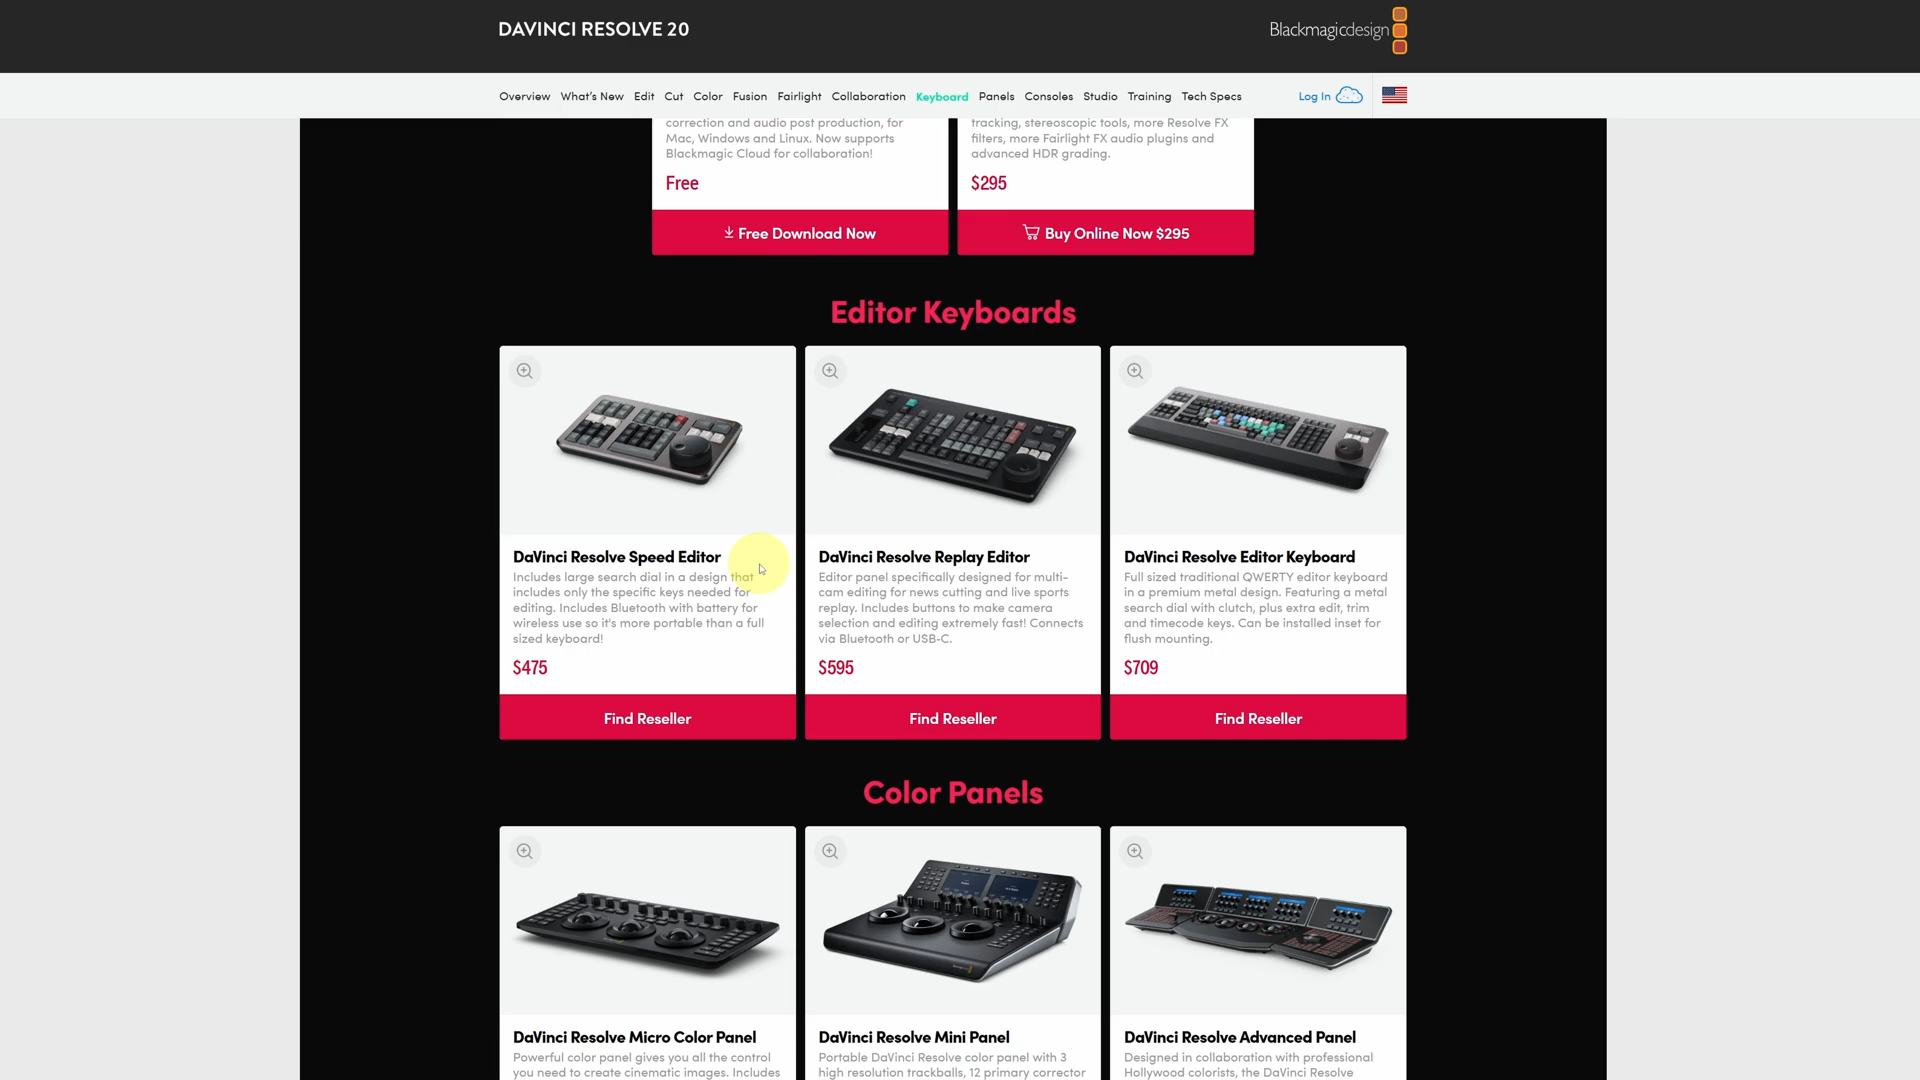 DAVINCI RESOLVE 20
Blackmagicdesign
Overview What's New Edit Cut Color Fusion Fairlight Collaboration Keyboard Panels Consoles Studio Training Tech Specs
Log In
correction and audio post production, for
Mac, Windows and Linux. Now supports
Blackmagic Cloud for collaboration!
Free
Free Download Now
tracking, stereoscopic tools, more Resolve FX
filters, more Fairlight FX audio plugins and
advanced HDR grading.
$295
Buy Online Now $295
Editor Keyboards
DaVinci Resolve Speed Editor
Includes large search dial in a design that
includes only the specific keys needed for
editing. Includes Bluetooth with battery for
wireless use so it's more portable than a full
sized keyboard!
$475
Find Reseller
DaVinci Resolve Replay Editor
Editor panel specifically designed for multi-
cam editing for news cutting and live sports
replay. Includes buttons to make camera
selection and editing extremely fast! Connects
via Bluetooth or USB-C.
$595
Find Reseller
DaVinci Resolve Editor Keyboard
Full sized traditional QWERTY editor keyboard
in a premium metal design. Featuring a metal
search dial with clutch, plus extra edit, trim
and timecode keys. Can be installed inset for
flush mounting.
$709
Find Reseller
Color Panels
DaVinci Resolve Micro Color Panel
Powerful color panel gives you all the control
you need to create cinematic images. Includes
DaVinci Resolve Mini Panel
Portable DaVinci Resolve color panel with 3
high resolution trackballs, 12 primary corrector
DaVinci Resolve Advanced Panel
Designed in collaboration with professional
Hollywood colorists, the DaVinci Resolve